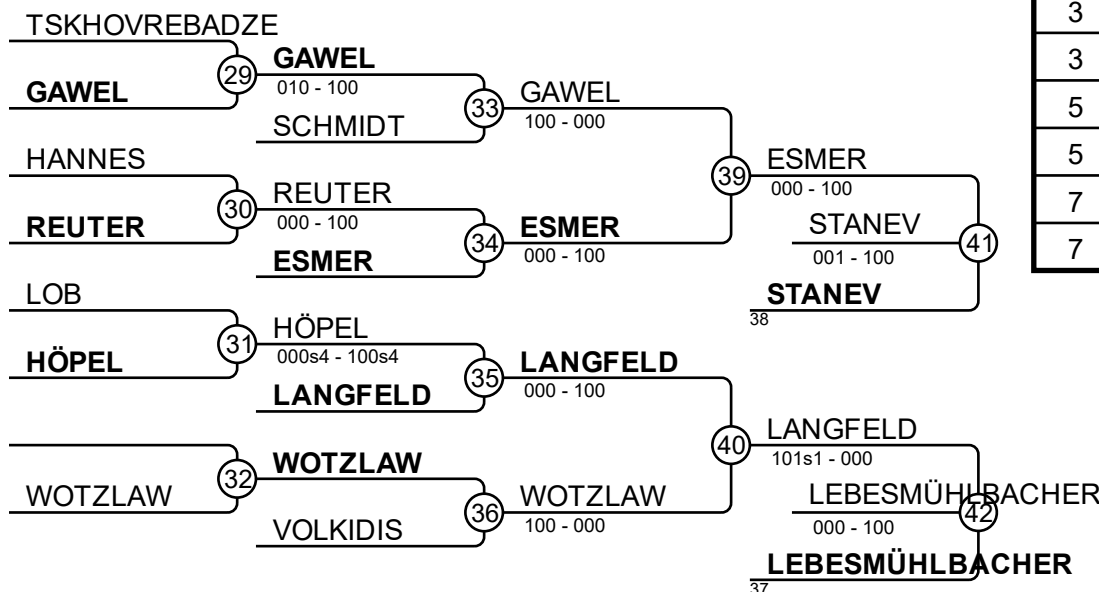 TSKHOVREBADZE
29
GAWEL
010 - 100
GAWEL
33
GAWEL
100 - 000
SCHMIDT
HANNES
39
ESMER
000 - 100
30
REUTER
000 - 100
REUTER
34
ESMER
000 - 100
ESMER
STANEV
001 - 100
41
STANEV
38
LOB
31
HÖPEL
000s4 - 100s4
HÖPEL
35
LANGFELD
000 - 100
LANGFELD
40
LANGFELD
101s1 - 000
32
WOTZLAW
WOTZLAW
36
WOTZLAW
100 - 000
VOLKIDIS
LEBESMÜHLBACHER
000 - 100
42
LEBESMÜHLBACHER
37
3
3
5
5
7
7